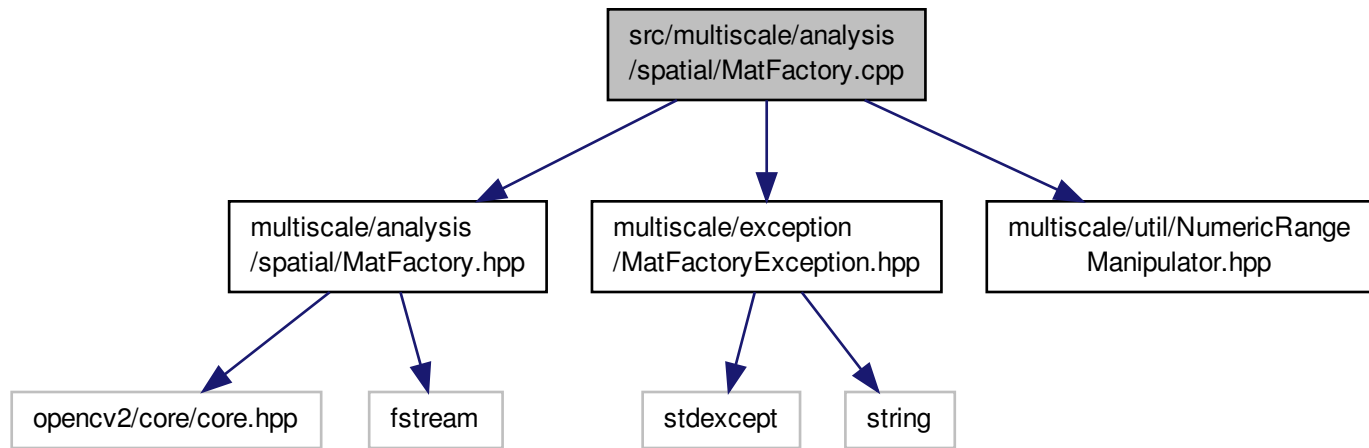 src/multiscale/analysis
/spatial/MatFactory.cpp
multiscale/analysis
/spatial/MatFactory.hpp
multiscale/exception
/MatFactoryException.hpp
multiscale/util/NumericRange
Manipulator.hpp
opencv2/core/core.hpp
fstream
stdexcept
string